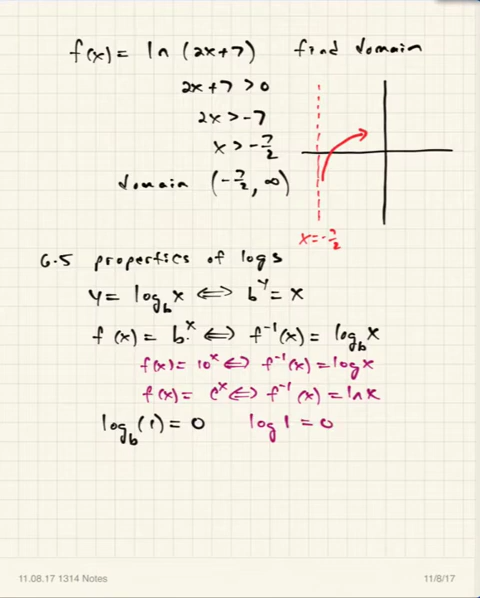 f(x) = ln (2x+7)   find domain
2x+7 > 0
2x > -7
x > -7/2
domain (-7/2, ∞)
x = -7/2
6.5 properties of logs
y = log_b x ⟺ b^y = x
f(x) = b^x ⟺ f^-1(x) = log_b x
f(x) = 10^x ⟺ f^-1(x) = log x
f(x) = e^x ⟺ f^-1(x) = ln x
log_b (1) = 0   log 1 = 0
11.08.17 1314 Notes   11/8/17